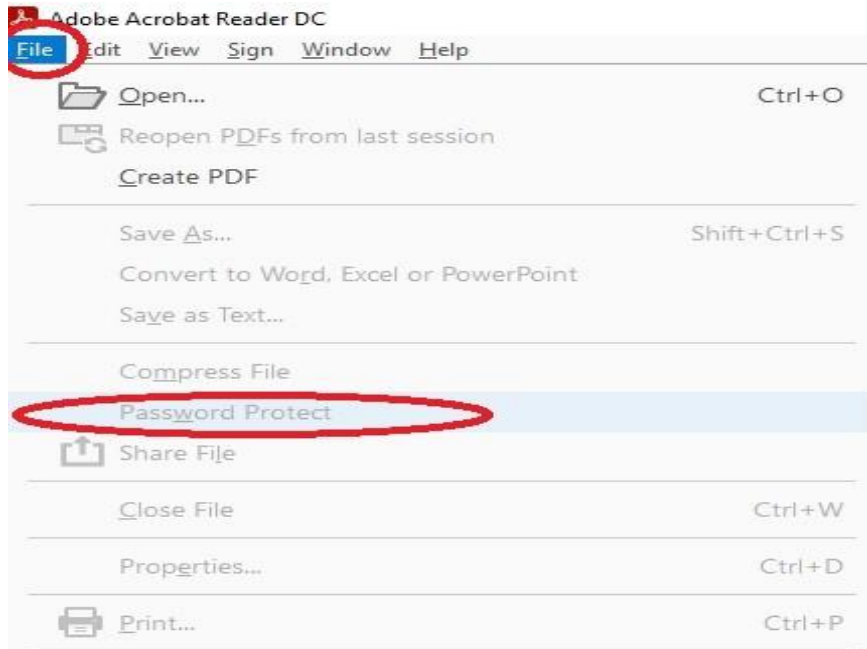 Adobe Acrobat Reader DC
File Edit View Sign Window Help
Open... Ctrl+O
Reopen PDFs from last session
Create PDF
Save As... Shift+Ctrl+S
Convert to Word, Excel or PowerPoint
Save as Text...
Compress File
Password Protect
Share File
Close File Ctrl+W
Properties... Ctrl+D
Print... Ctrl+P